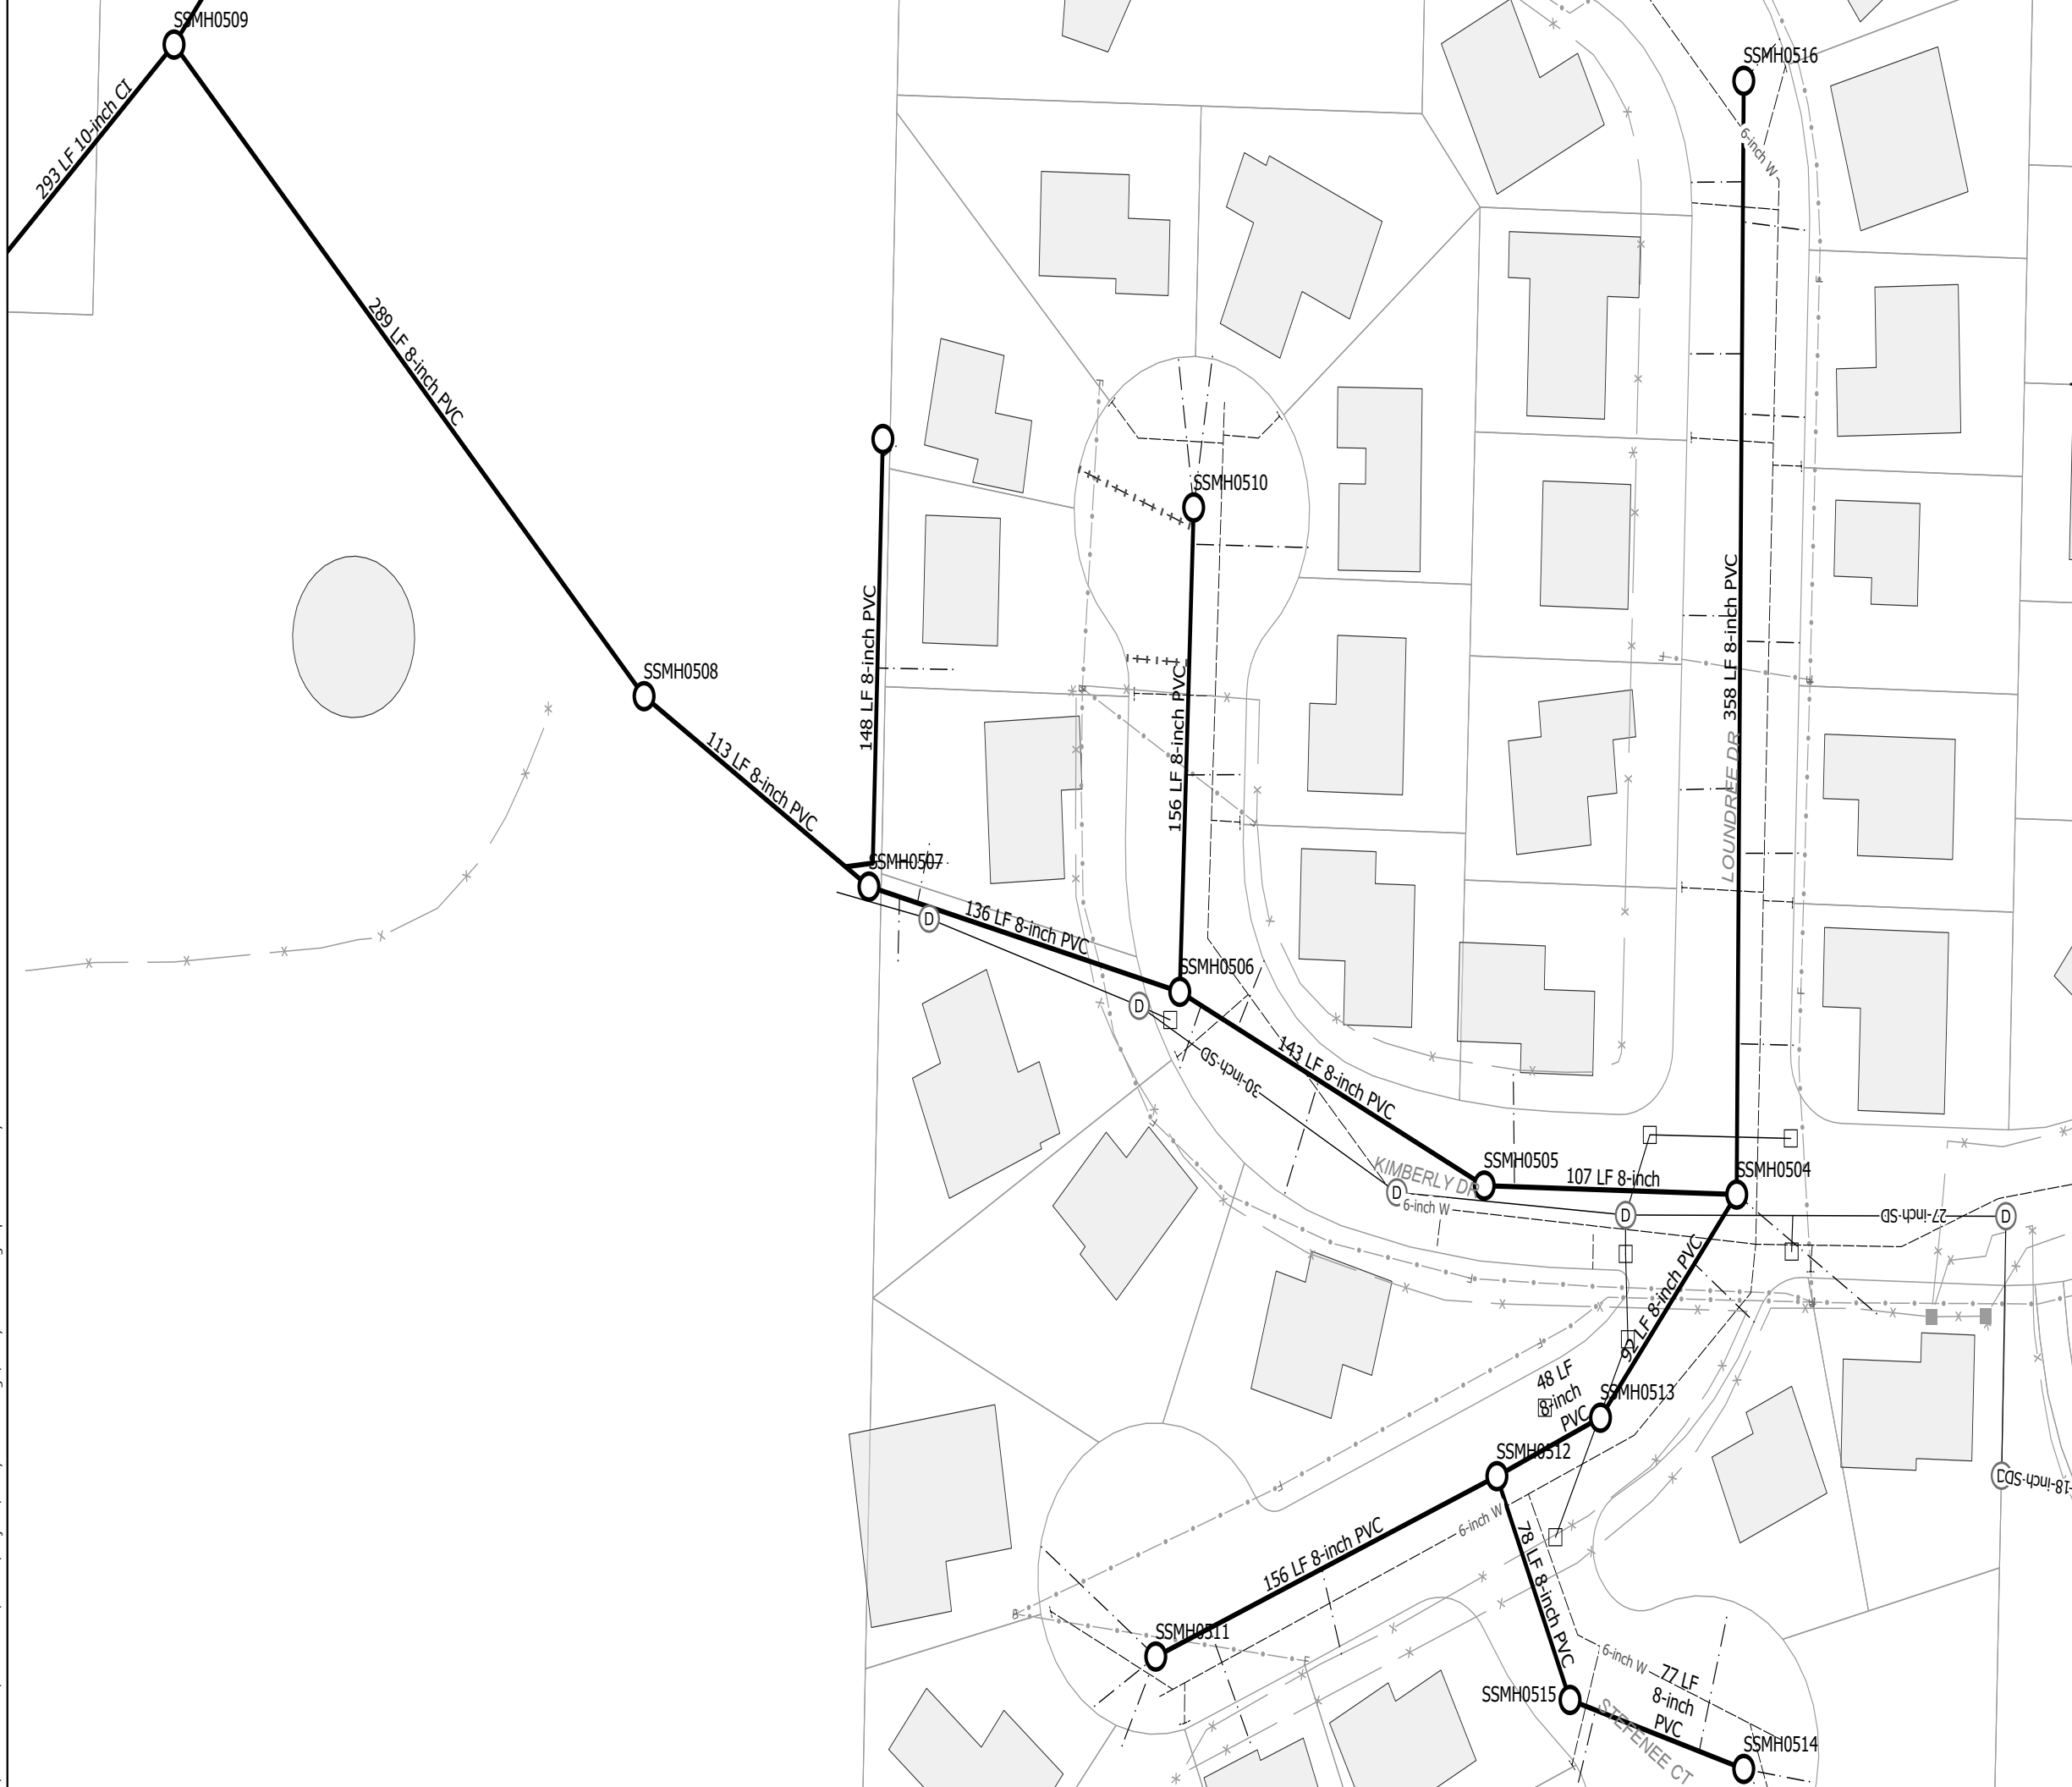 SSMH0509
SSMH0516
293 LF 10-inch CI
6-inch W
289 LF 8-inch PVC
F
F
SSMH0510
148 LF 8-inch PVC
358 LF 8-inch PVC
SSMH0508
156 LF 8-inch PVC
113 LF 8-inch PVC
LOUNDREE DR
SSMH0507
D
136 LF 8-inch PVC
SSMH0506
D
30-inch-SD
143 LF 8-inch PVC
KIMBERLY DR
SSMH0505
107 LF 8-inch
SSMH0504
D
6-inch W
D
27-inch-SD
D
92 LF 8-inch PVC
48 LF
8-inch
PVC
SSMH0513
SSMH0512
D
18-inch-SD
6-inch W
156 LF 8-inch PVC
78 LF 8-inch PVC
SSMH0511
6-inch W
77 LF
8-inch
PVC
SSMH0515
STEFENEE CT
SSMH0514